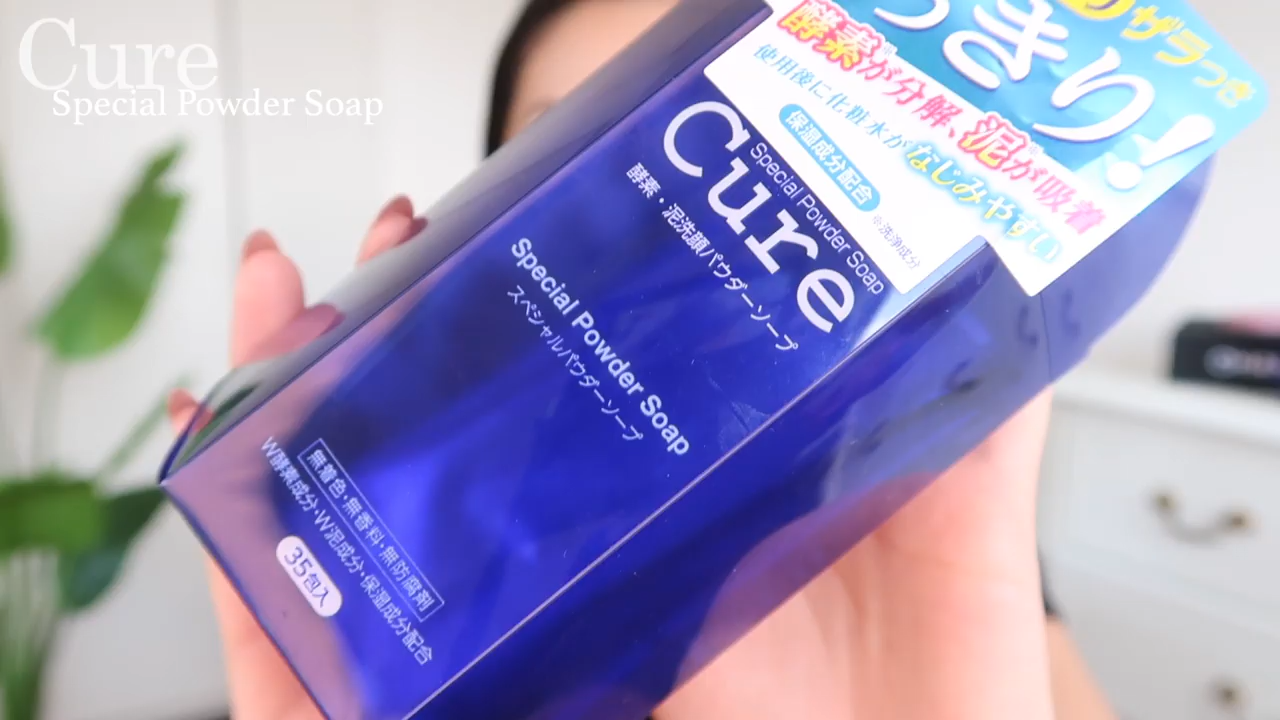 Cure
Special Powder Soap
ザラつき
っきり!
酵素が分解、泥が吸着
使用後に化粧水がなじみやすい
保湿成分配合
※洗浄成分
Special Powder Soap
Cure
酵素・泥洗顔パウダーソープ
Special Powder Soap
スペシャルパウダーソープ
無着色・無香料・無防腐剤
W酵素成分・W泥成分・保湿成分配合
35包入